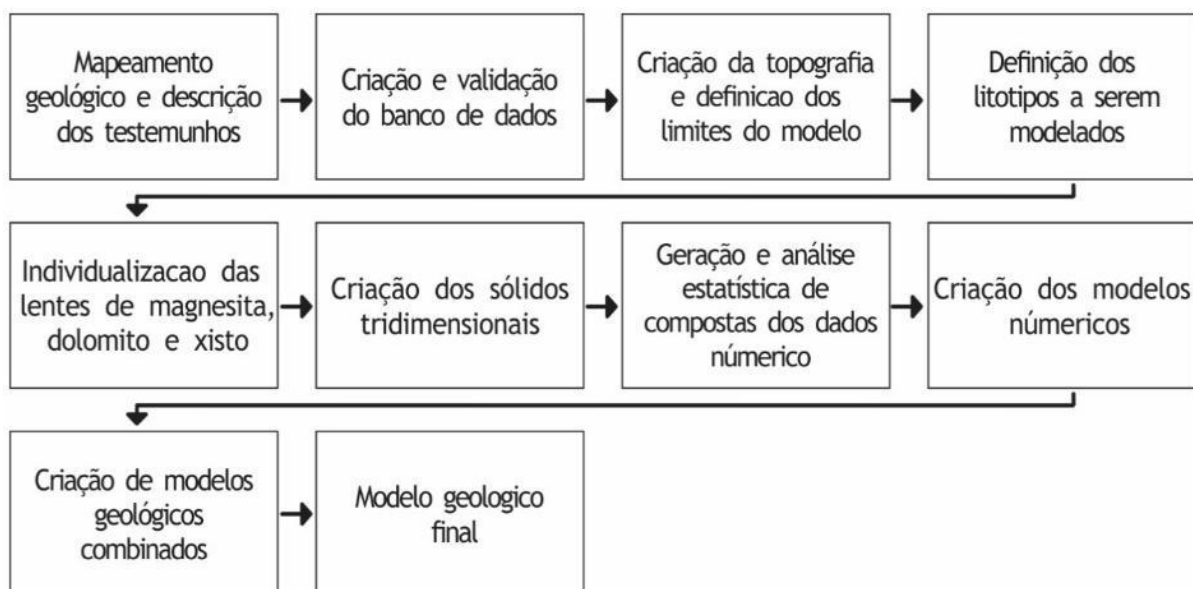 Mapeamento
geológico e descrição
dos testemunhos
Criação e validação
do banco de dados
Criação da topografia
e definicao dos
limites do modelo
Definição dos
litotipos a serem
modelados
Individualizacao das
lentes de magnesita,
dolomito e xisto
Criação dos sólidos
tridimensionais
Geração e análise
estatística de
compostas dos dados
númerico
Criação dos modelos
númericos
Criação de modelos
geológicos
combinados
Modelo geologico
final